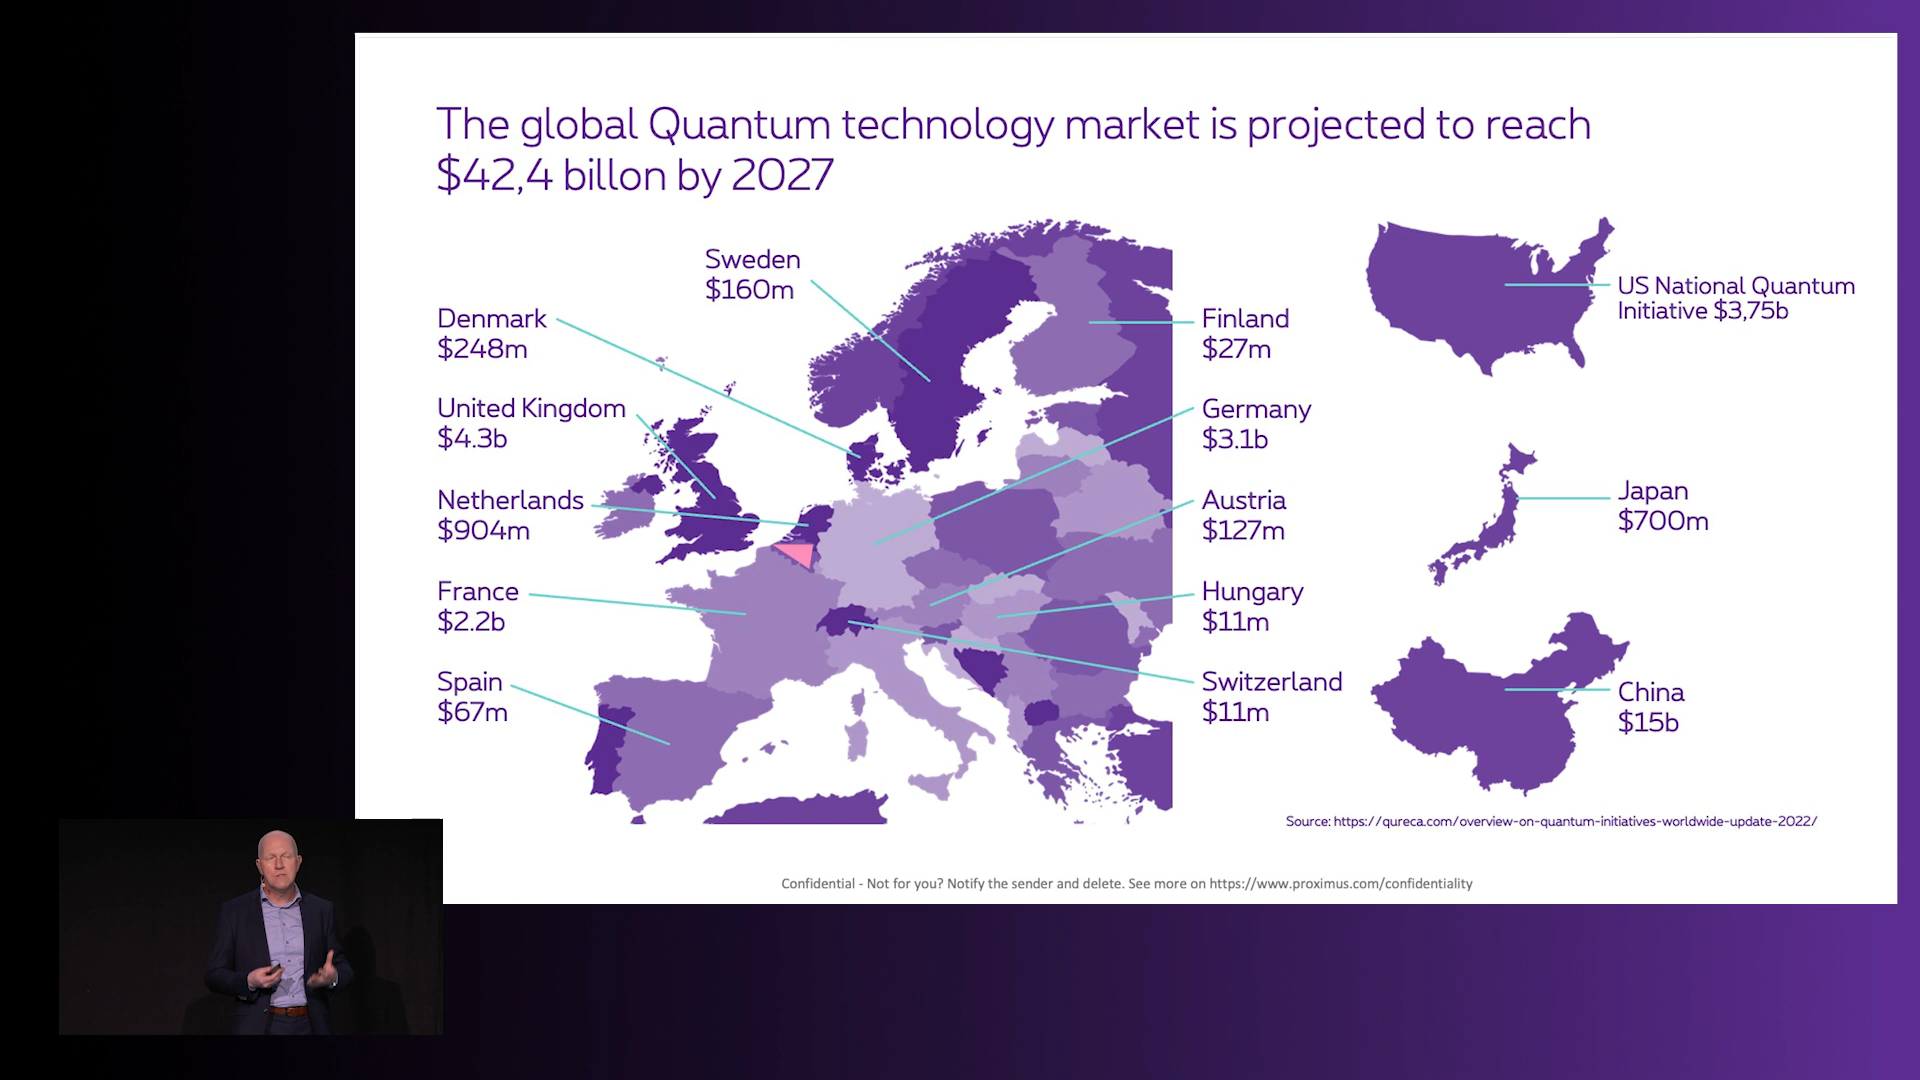 The global Quantum technology market is projected to reach
$42,4 billon by 2027
Sweden
$160m
Denmark
$248m
United Kingdom
$4.3b
Netherlands
$904m
France
$2.2b
Spain
$67m
Finland
$27m
Germany
$3.1b
Austria
$127m
Hungary
$11m
Switzerland
$11m
US National Quantum
Initiative $3,75b
Japan
$700m
China
$15b
Source: https://qureca.com/overview-on-quantum-initiatives-worldwide-update-2022/
Confidential - Not for you? Notify the sender and delete. See more on https://www.proximus.com/confidentiality